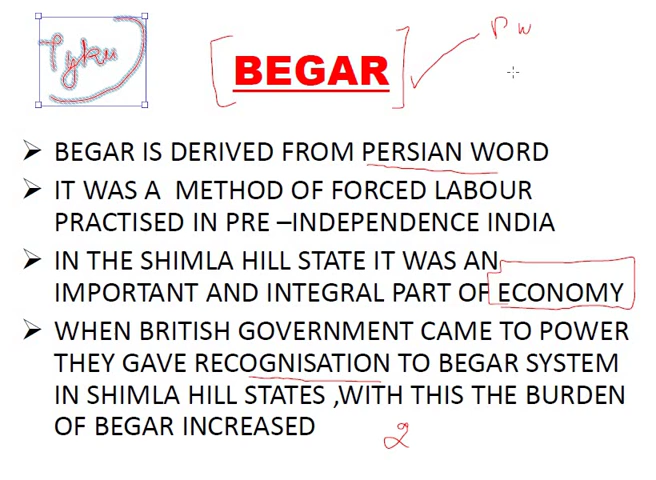 BEGAR
P W
➢ BEGAR IS DERIVED FROM PERSIAN WORD
➢ IT WAS A METHOD OF FORCED LABOUR
PRACTISED IN PRE –INDEPENDENCE INDIA
➢ IN THE SHIMLA HILL STATE IT WAS AN
IMPORTANT AND INTEGRAL PART OF ECONOMY
➢ WHEN BRITISH GOVERNMENT CAME TO POWER
THEY GAVE RECOGNISATION TO BEGAR SYSTEM
IN SHIMLA HILL STATES ,WITH THIS THE BURDEN
OF BEGAR INCREASED
2